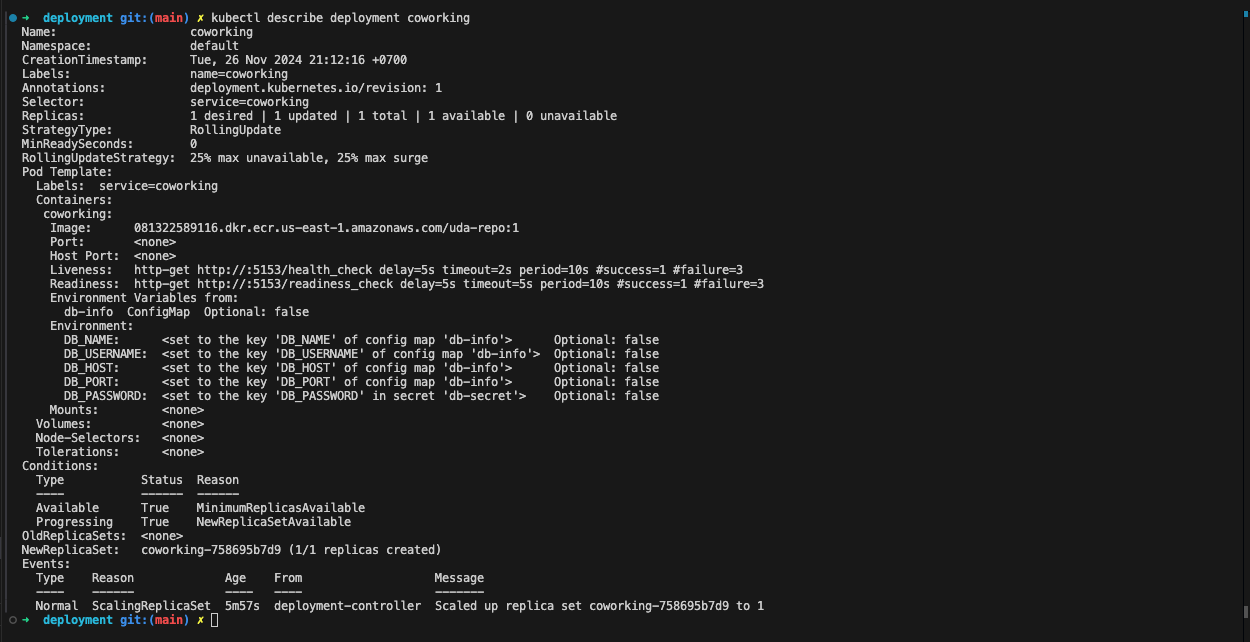 ➜ deployment git:(main) ✗ kubectl describe deployment coworking
Name:                   coworking
Namespace:              default
CreationTimestamp:      Tue, 26 Nov 2024 21:12:16 +0700
Labels:                 name=coworking
Annotations:            deployment.kubernetes.io/revision: 1
Selector:               service=coworking
Replicas:               1 desired | 1 updated | 1 total | 1 available | 0 unavailable
StrategyType:           RollingUpdate
MinReadySeconds:        0
RollingUpdateStrategy:  25% max unavailable, 25% max surge
Pod Template:
  Labels:  service=coworking
  Containers:
   coworking:
    Image:      081322589116.dkr.ecr.us-east-1.amazonaws.com/uda-repo:1
    Port:       <none>
    Host Port:  <none>
    Liveness:   http-get http://:5153/health_check delay=5s timeout=2s period=10s #success=1 #failure=3
    Readiness:  http-get http://:5153/readiness_check delay=5s timeout=5s period=10s #success=1 #failure=3
    Environment Variables from:
      db-info  ConfigMap  Optional: false
    Environment:
      DB_NAME:      <set to the key 'DB_NAME' of config map 'db-info'>      Optional: false
      DB_USERNAME:  <set to the key 'DB_USERNAME' of config map 'db-info'>  Optional: false
      DB_HOST:      <set to the key 'DB_HOST' of config map 'db-info'>      Optional: false
      DB_PORT:      <set to the key 'DB_PORT' of config map 'db-info'>      Optional: false
      DB_PASSWORD:  <set to the key 'DB_PASSWORD' in secret 'db-secret'>    Optional: false
    Mounts:         <none>
  Volumes:          <none>
  Node-Selectors:   <none>
  Tolerations:      <none>
Conditions:
  Type           Status  Reason
  ----           ------  ------
  Available      True    MinimumReplicasAvailable
  Progressing    True    NewReplicaSetAvailable
OldReplicaSets:  <none>
NewReplicaSet:   coworking-758695b7d9 (1/1 replicas created)
Events:
  Type    Reason             Age    From                   Message
  ----    ------             ----   ----                   -------
  Normal  ScalingReplicaSet  5m57s  deployment-controller  Scaled up replica set coworking-758695b7d9 to 1
➜ deployment git:(main) ✗